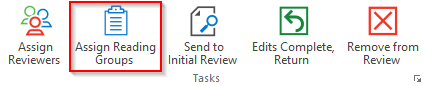 Assign
Reviewers
Assign Reading
Groups
Send to
Initial Review
Edits Complete,
Return
Remove from
Review
Tasks